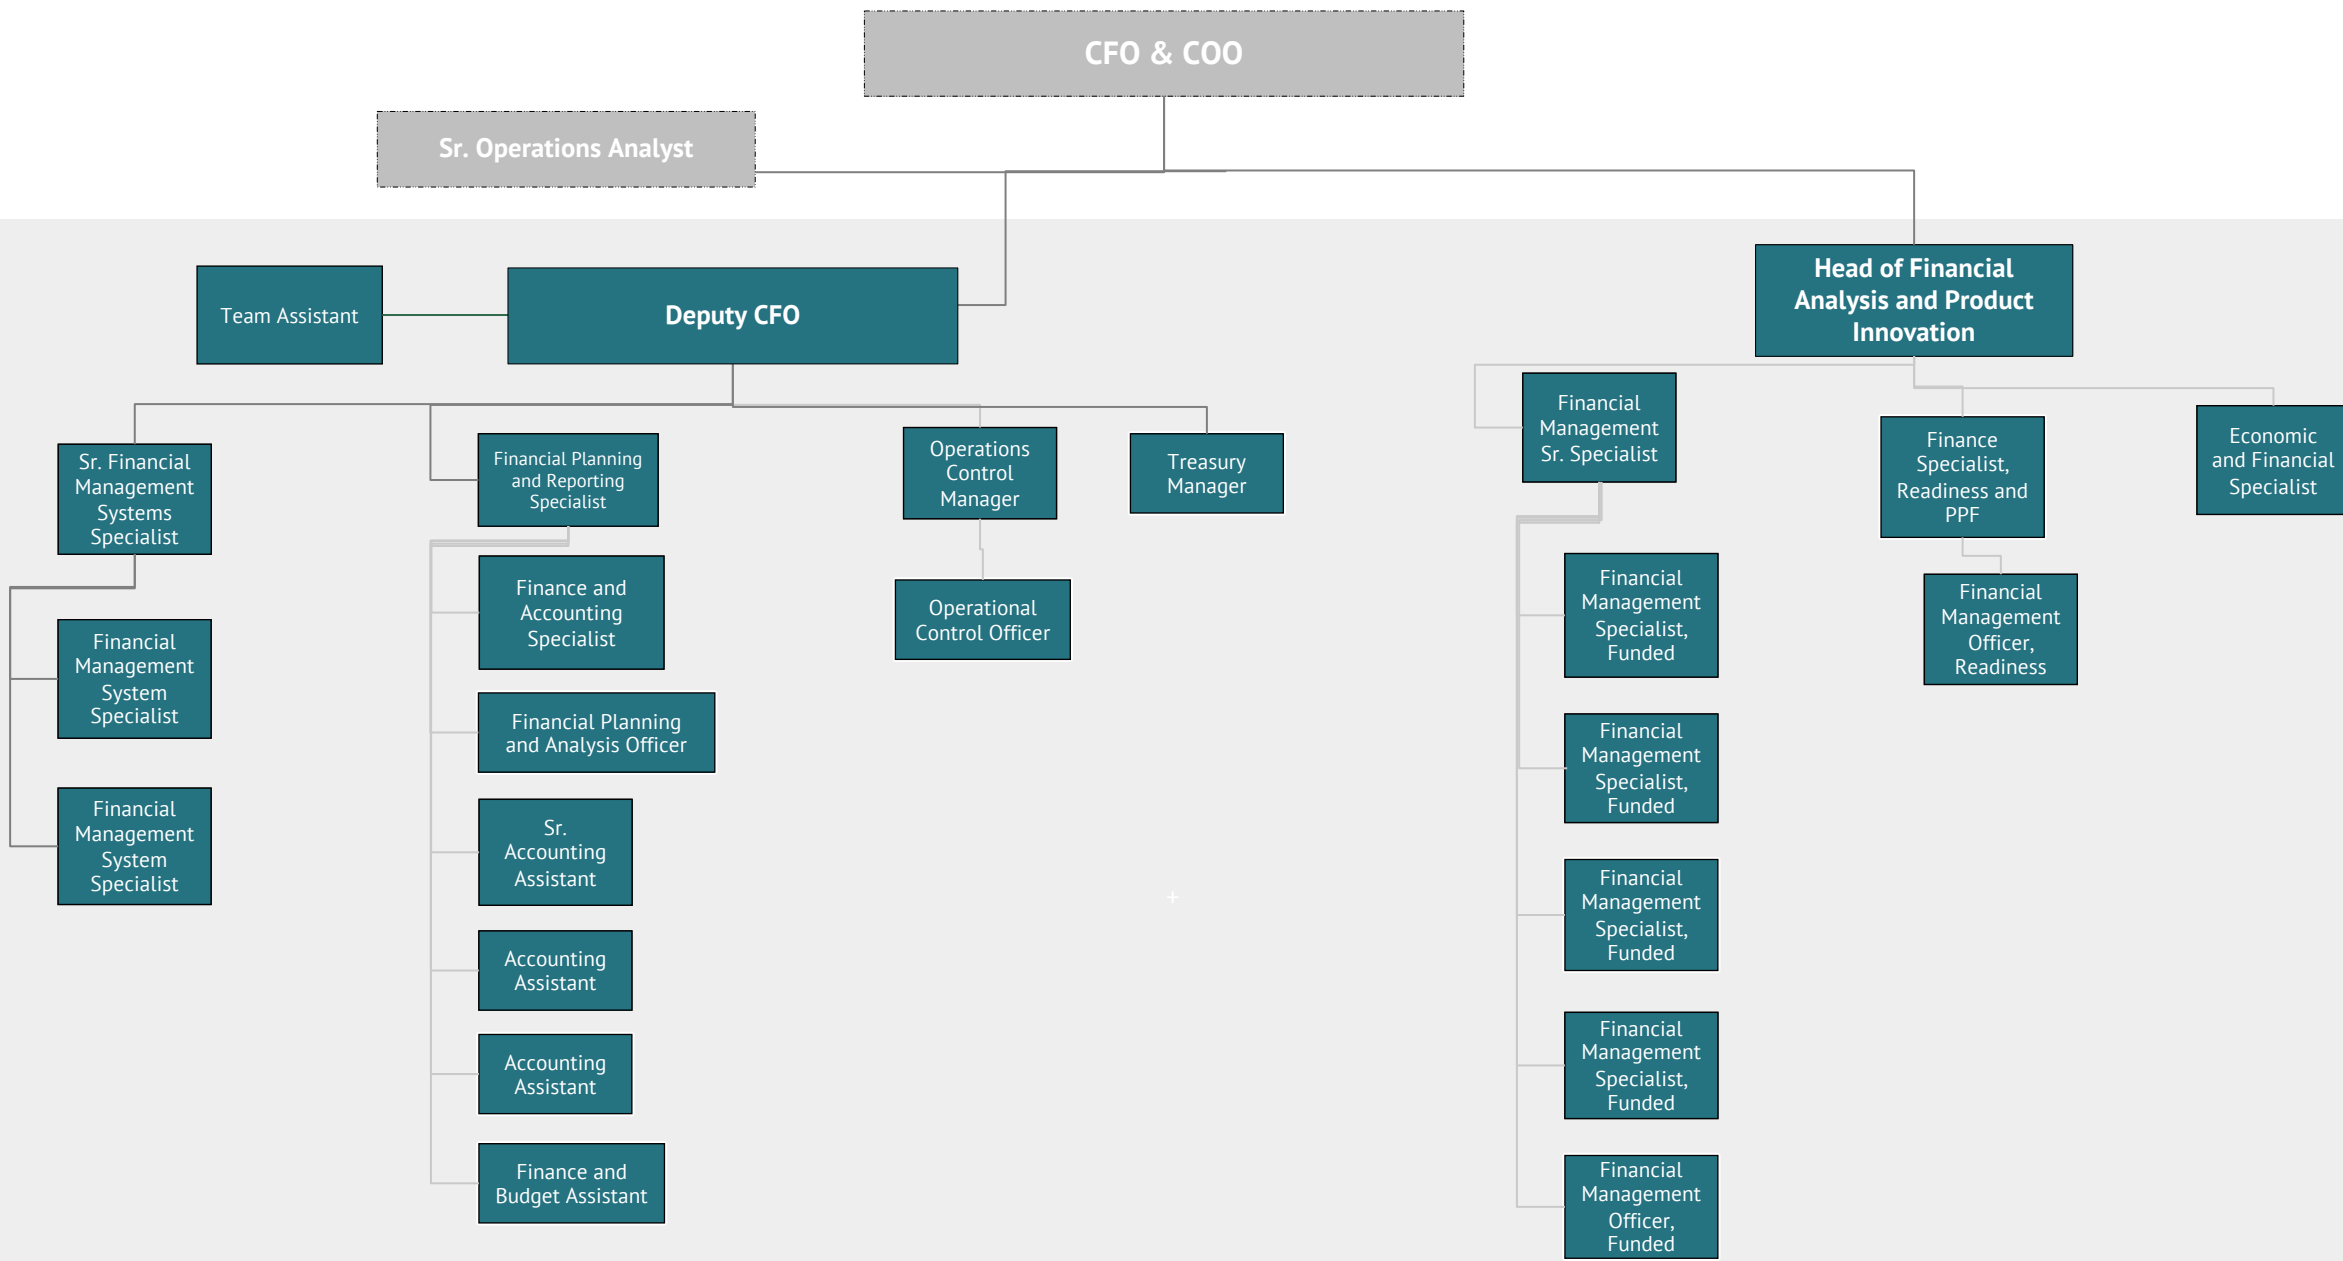 CFO & COO
Sr. Operations Analyst
Team Assistant
Deputy CFO
Head of Financial
Analysis and Product
Innovation
Sr. Financial
Management
Systems
Specialist
Financial
Management
System
Specialist
Financial
Management
System
Specialist
Financial Planning
and Reporting
Specialist
Finance and
Accounting
Specialist
Financial Planning
and Analysis Officer
Sr.
Accounting
Assistant
Accounting
Assistant
Accounting
Assistant
Finance and
Budget Assistant
Operations
Control
Manager
Operational
Control Officer
Treasury
Manager
+
Financial
Management
Sr. Specialist
Financial
Management
Specialist,
Funded
Financial
Management
Specialist,
Funded
Financial
Management
Specialist,
Funded
Financial
Management
Specialist,
Funded
Financial
Management
Officer,
Funded
Finance
Specialist,
Readiness and
PPF
Financial
Management
Officer,
Readiness
Economic
and Financial
Specialist